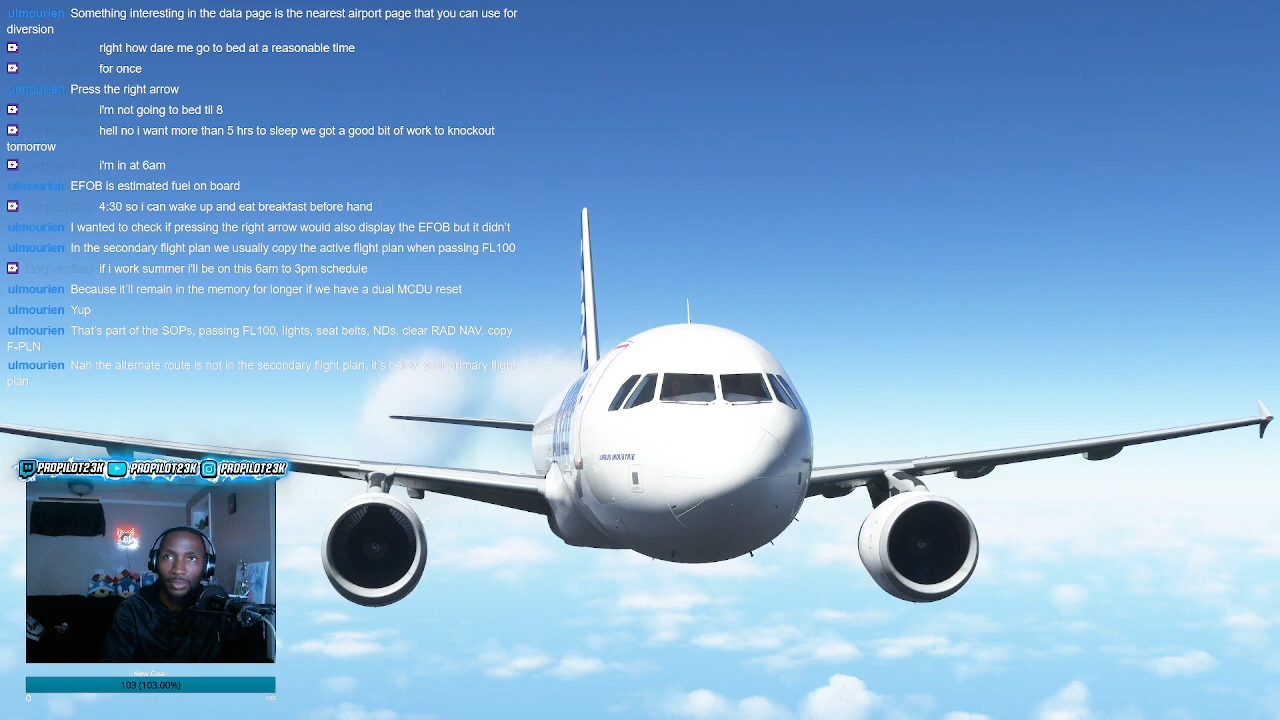 ulmourien Something interesting in the data page is the nearest airport page that you can use for
diversion
right how dare me go to bed at a reasonable time
for once
ulmourien Press the right arrow
i'm not going to bed til 8
hell no i want more than 5 hrs to sleep we got a good bit of work to knockout
tomorrow
i'm in at 6am
ulmourien EFOB is estimated fuel on board
4:30 so i can wake up and eat breakfast before hand
ulmourien I wanted to check if pressing the right arrow would also display the EFOB but it didn't
ulmourien In the secondary flight plan we usually copy the active flight plan when passing FL100
if i work summer i'll be on this 6am to 3pm schedule
ulmourien Because it'll remain in the memory for longer if we have a dual MCDU reset
ulmourien Yup
ulmourien That's part of the SOPs, passing FL100, lights, seat belts, NDs, clear RAD NAV, copy
F-PLN
ulmourien Nah the alternate route is not in the secondary flight plan, it's below your primary flight
plan
AIRBUS INDUSTRIE
PROPILOT23K PROPILOT23K PROPILOT23K
New Goal
103 (103.00%)
0 100